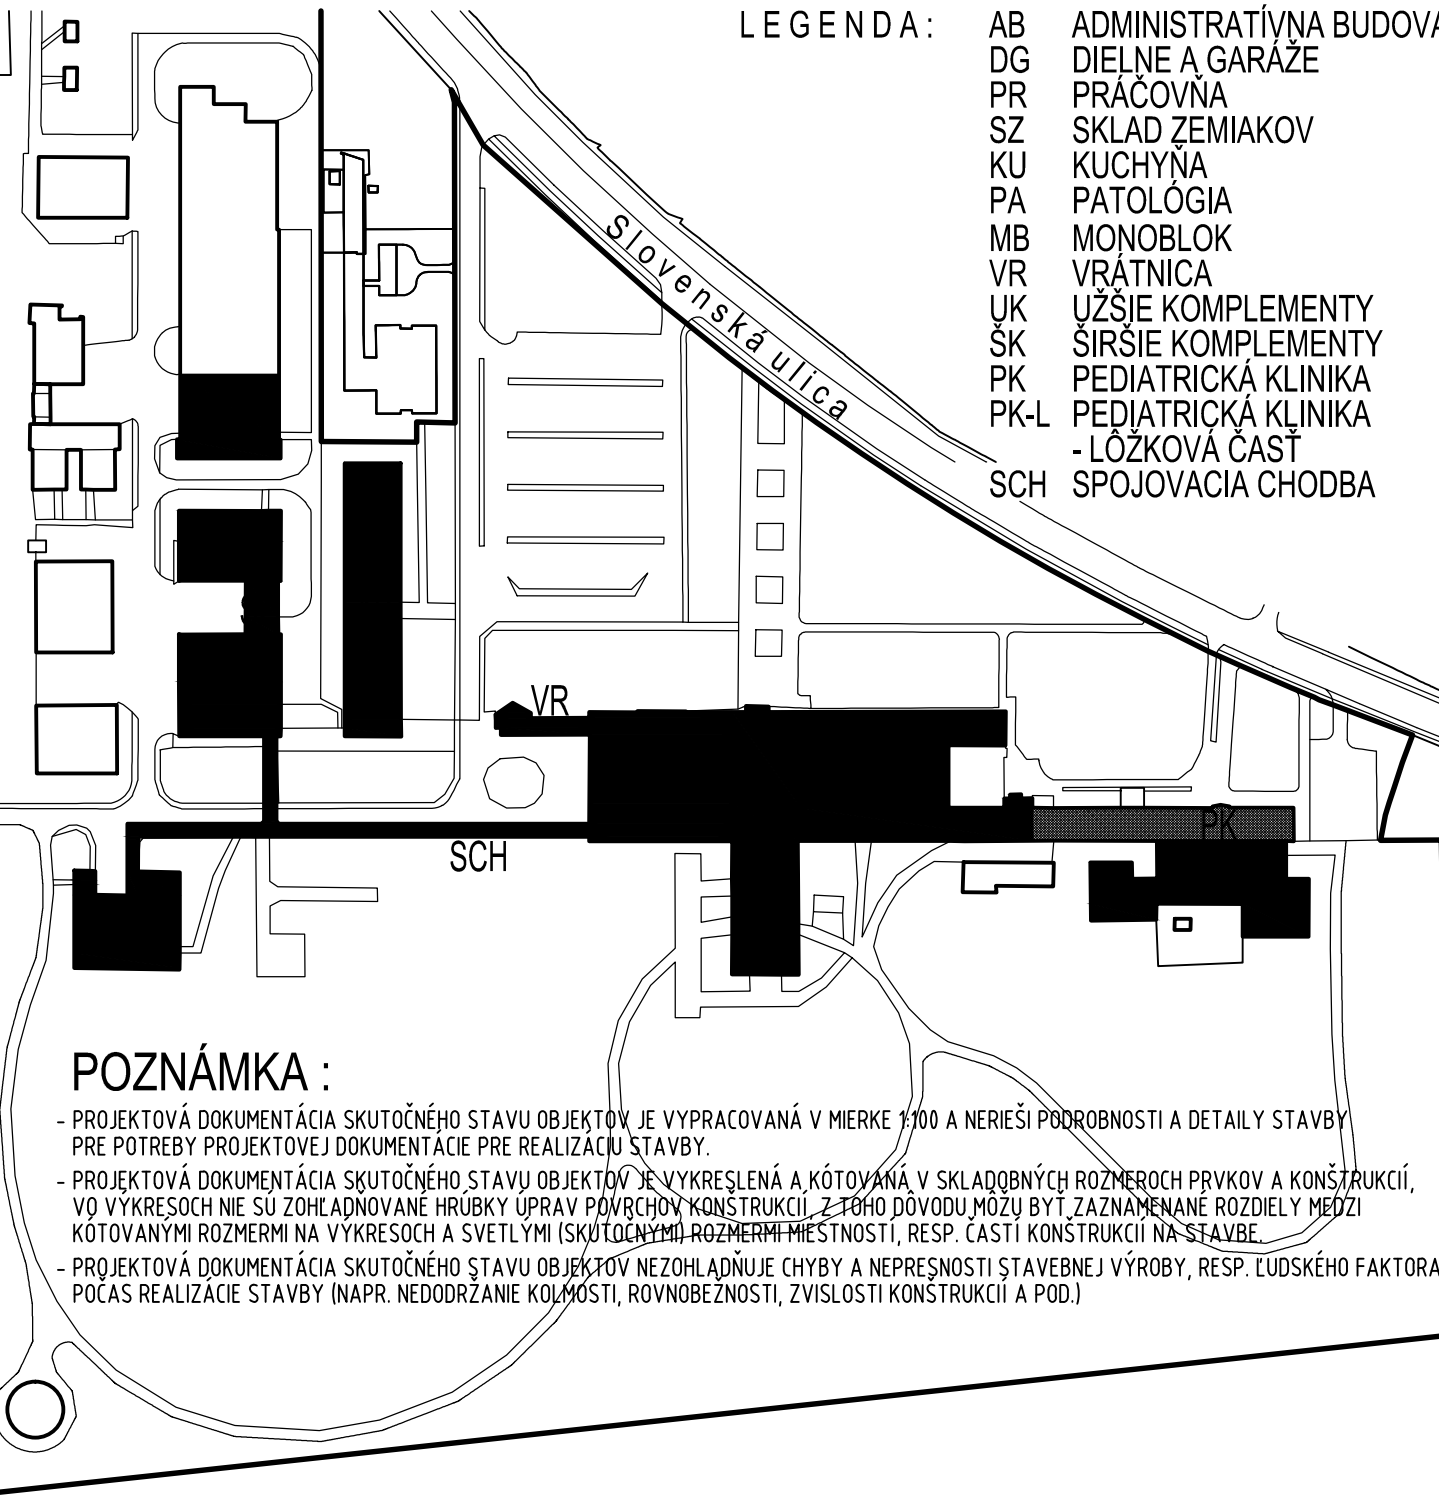 LEGENDA:
AB ADMINISTRATÍVNA BUDOVA
DG DIELNE A GARÁŽE
PR PRÁČOVŇA
SZ SKLAD ZEMIAKOV
KU KUCHYŇA
PA PATOLÓGIA
MB MONOBLOK
VR VRÁTNICA
UK UŽŠIE KOMPLEMENTY
ŠK ŠIRŠIE KOMPLEMENTY
PK PEDIATRICKÁ KLINIKA
PK-L PEDIATRICKÁ KLINIKA
- LÔŽKOVÁ ČASŤ
SCH SPOJOVACIA CHODBA
Slovenská ulica
VR
SCH
PK
POZNÁMKA :
- PROJEKTOVÁ DOKUMENTÁCIA SKUTOČNÉHO STAVU OBJEKTOV JE VYPRACOVANÁ V MIERKE 1:100 A NERIEŠI PODROBNOSTI A DETAILY STAVBY
PRE POTREBY PROJEKTOVEJ DOKUMENTÁCIE PRE REALIZÁCIU STAVBY.
- PROJEKTOVÁ DOKUMENTÁCIA SKUTOČNÉHO STAVU OBJEKTOV JE VYKRESLENÁ A KÓTOVANÁ V SKLADOBNÝCH ROZMEROCH PRVKOV A KONŠTRUKCIÍ,
VO VÝKRESOCH NIE SÚ ZOHĽADŇOVANÉ HRÚBKY ÚPRAV POVRCHOV KONŠTRUKCIÍ, Z TOHO DÔVODU MÔŽU BYŤ ZAZNAMENANÉ ROZDIELY MEDZI
KÓTOVANÝMI ROZMERMI NA VÝKRESOCH A SVETLÝMI (SKUTOČNÝMI) ROZMERMI MIESTNOSTÍ, RESP. ČASTÍ KONŠTRUKCIÍ NA STAVBE.
- PROJEKTOVÁ DOKUMENTÁCIA SKUTOČNÉHO STAVU OBJEKTOV NEZOHLADŇUJE CHYBY A NEPRESNOSTI STAVEBNEJ VÝROBY, RESP. ĽUDSKÉHO FAKTORA
POČAS REALIZÁCIE STAVBY (NAPR. NEDODRŽANIE KOLMOSTI, ROVNOBEŽNOSTI, ZVISLOSTI KONŠTRUKCIÍ A POD.)